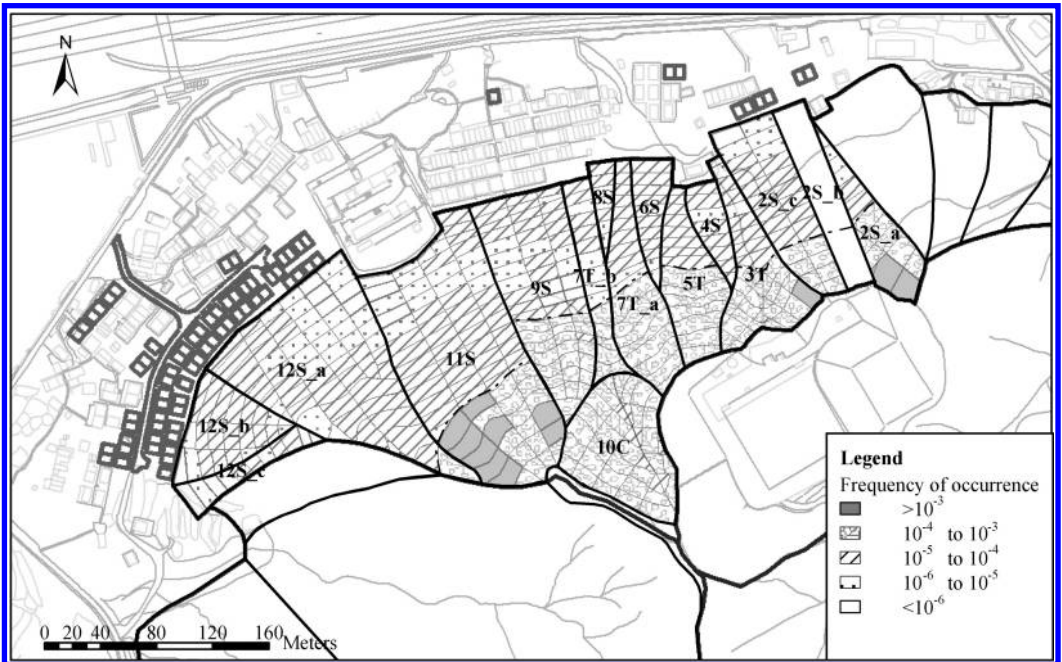 N
8S
6S
4S
2S_c
2S_b
2S_a
9S
7T_b
7T_a
5T
3T
11S
12S_a
12S_b
12S_c
10C
Legend
Frequency of occurrence
>10⁻³
10⁻⁴ to 10⁻³
10⁻⁵ to 10⁻⁴
10⁻⁶ to 10⁻⁵
<10⁻⁶
0 20 40 80 120 160 Meters